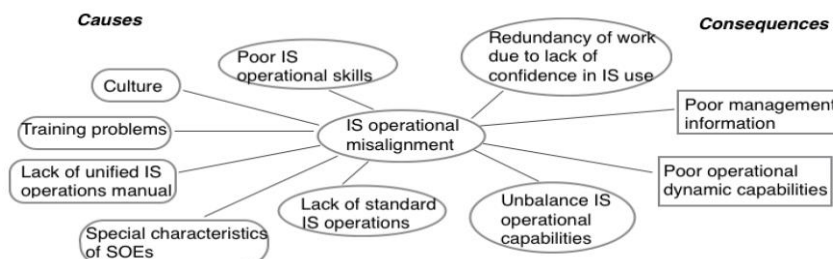 Causes
Consequences
Poor IS
operational skills
Redundancy of work
due to lack of
confidence in IS use
Culture
Training problems
IS operational
misalignment
Poor management
information
Lack of unified IS
operations manual
Poor operational
dynamic capabilities
Special characteristics
of SOEs
Lack of standard
IS operations
Unbalance IS
operational
capabilities